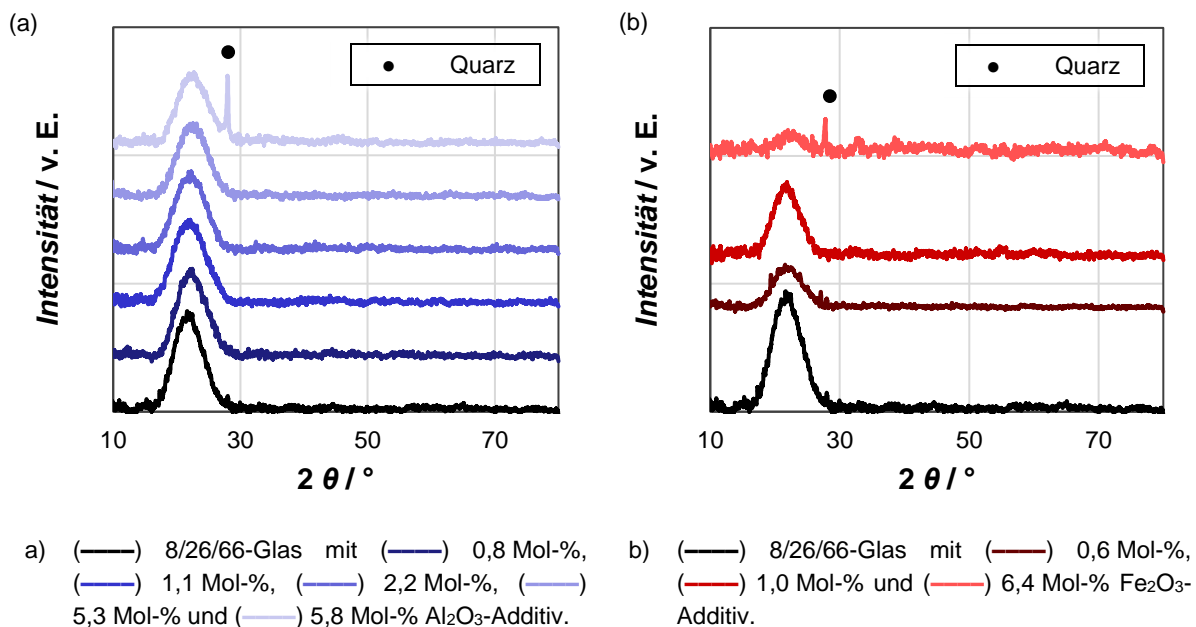 (a)
Quarz
Intensität / v. E.
10 30 50 70
2 θ / °
(b)
Quarz
Intensität / v. E.
10 30 50 70
2 θ / °
a) (———) 8/26/66-Glas mit (———) 0,8 Mol-%,
(———) 1,1 Mol-%, (———) 2,2 Mol-%, (———)
5,3 Mol-% und (———) 5,8 Mol-% Al₂O₃-Additiv.
b) (———) 8/26/66-Glas mit (———) 0,6 Mol-%,
(———) 1,0 Mol-% und (———) 6,4 Mol-% Fe₂O₃-
Additiv.